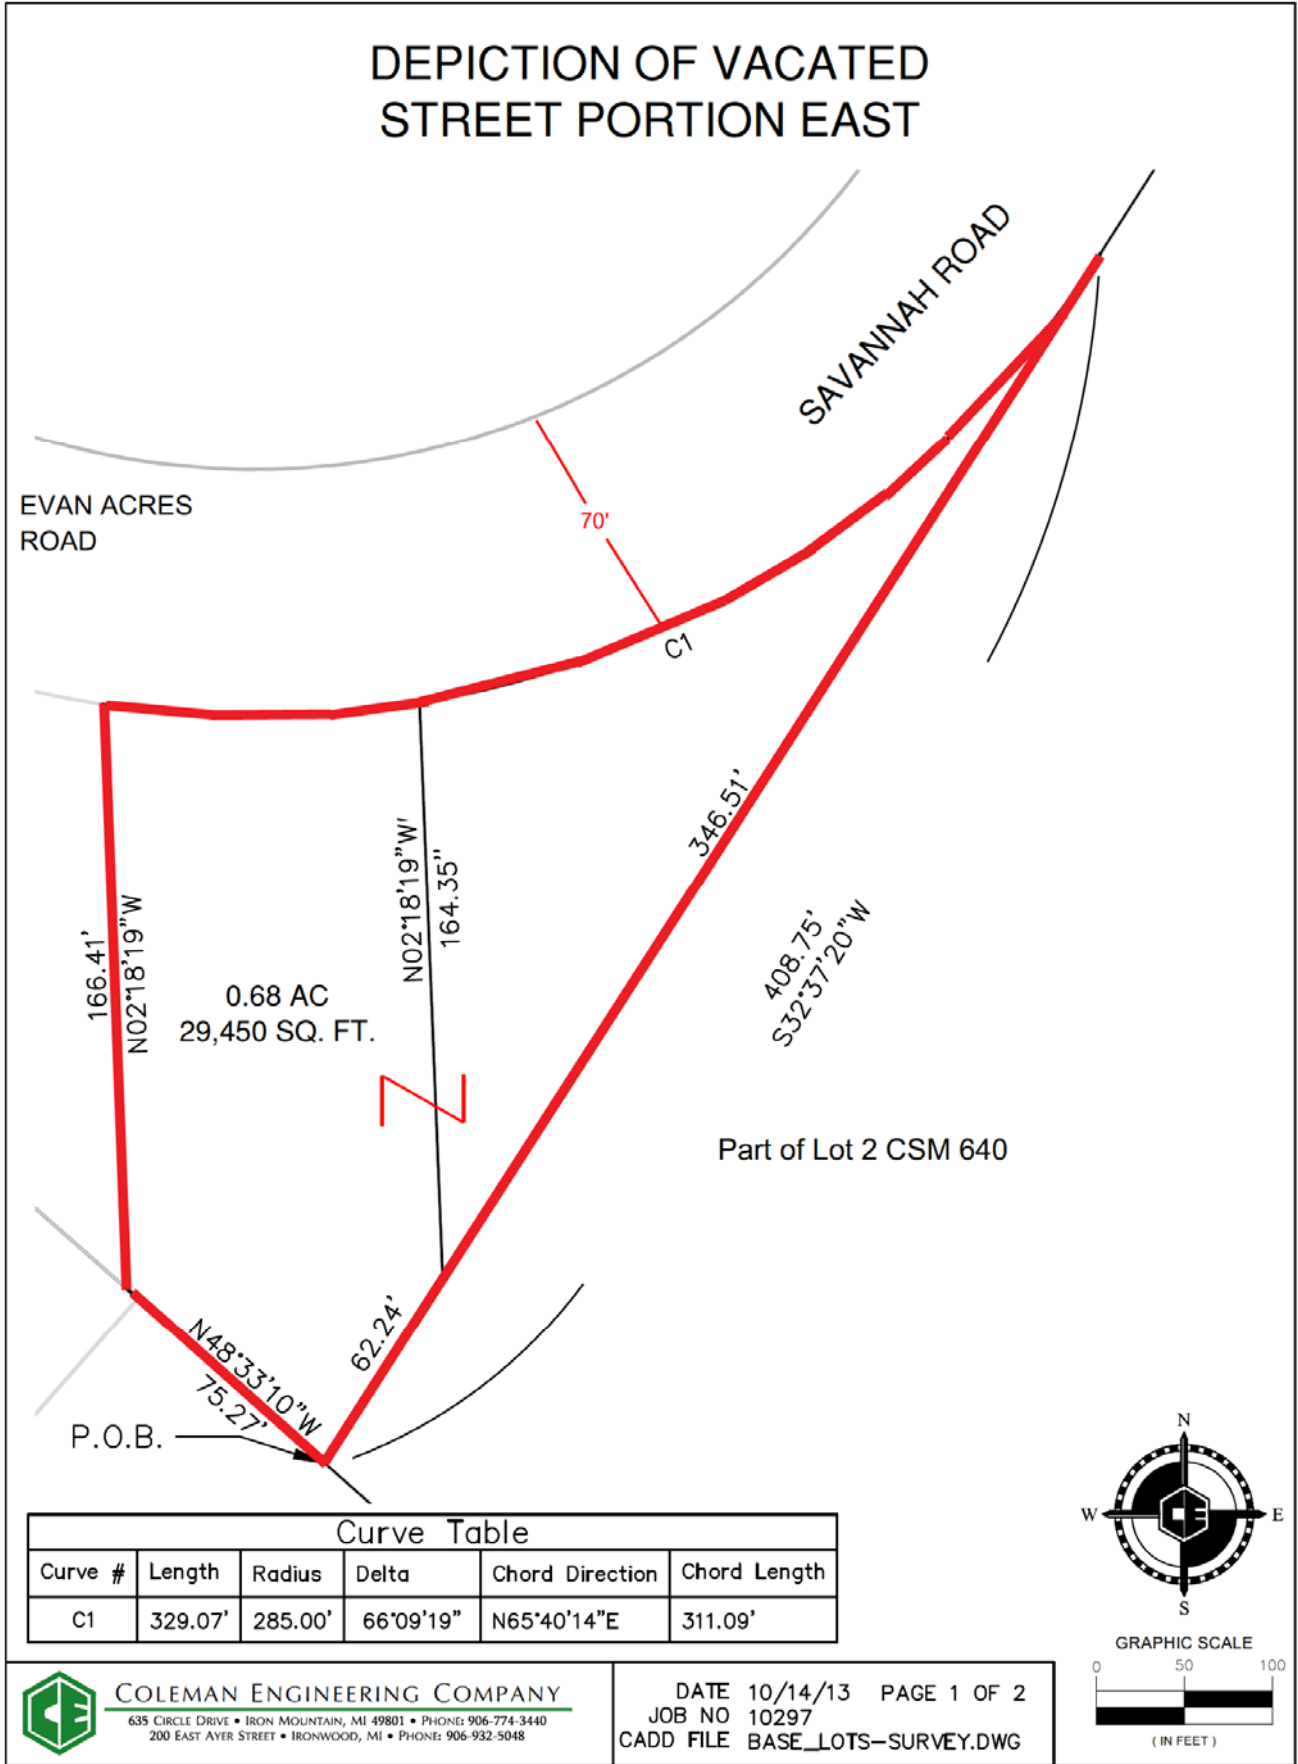 DEPICTION OF VACATED
STREET PORTION EAST
SAVANNAH ROAD
EVAN ACRES
ROAD
70'
C1
346.51'
N02°18'19"W'
164.35"
166.41'
N02°18'19"W
408.75'
S32°37'20"W
0.68 AC
29,450 SQ. FT.
Part of Lot 2 CSM 640
62.24'
N48°33'10"W
75.27'
P.O.B.
N
W
E
S
Curve Table
Curve # Length Radius Delta Chord Direction Chord Length
C1 329.07' 285.00' 66°09'19" N65°40'14"E 311.09'
GRAPHIC SCALE
0 50 100
( IN FEET )
CE
COLEMAN ENGINEERING COMPANY
635 CIRCLE DRIVE • IRON MOUNTAIN, MI 49801 • PHONE: 906-774-3440
200 EAST AYER STREET • IRONWOOD, MI • PHONE: 906-932-5048
DATE 10/14/13 PAGE 1 OF 2
JOB NO 10297
CADD FILE BASE_LOTS-SURVEY.DWG